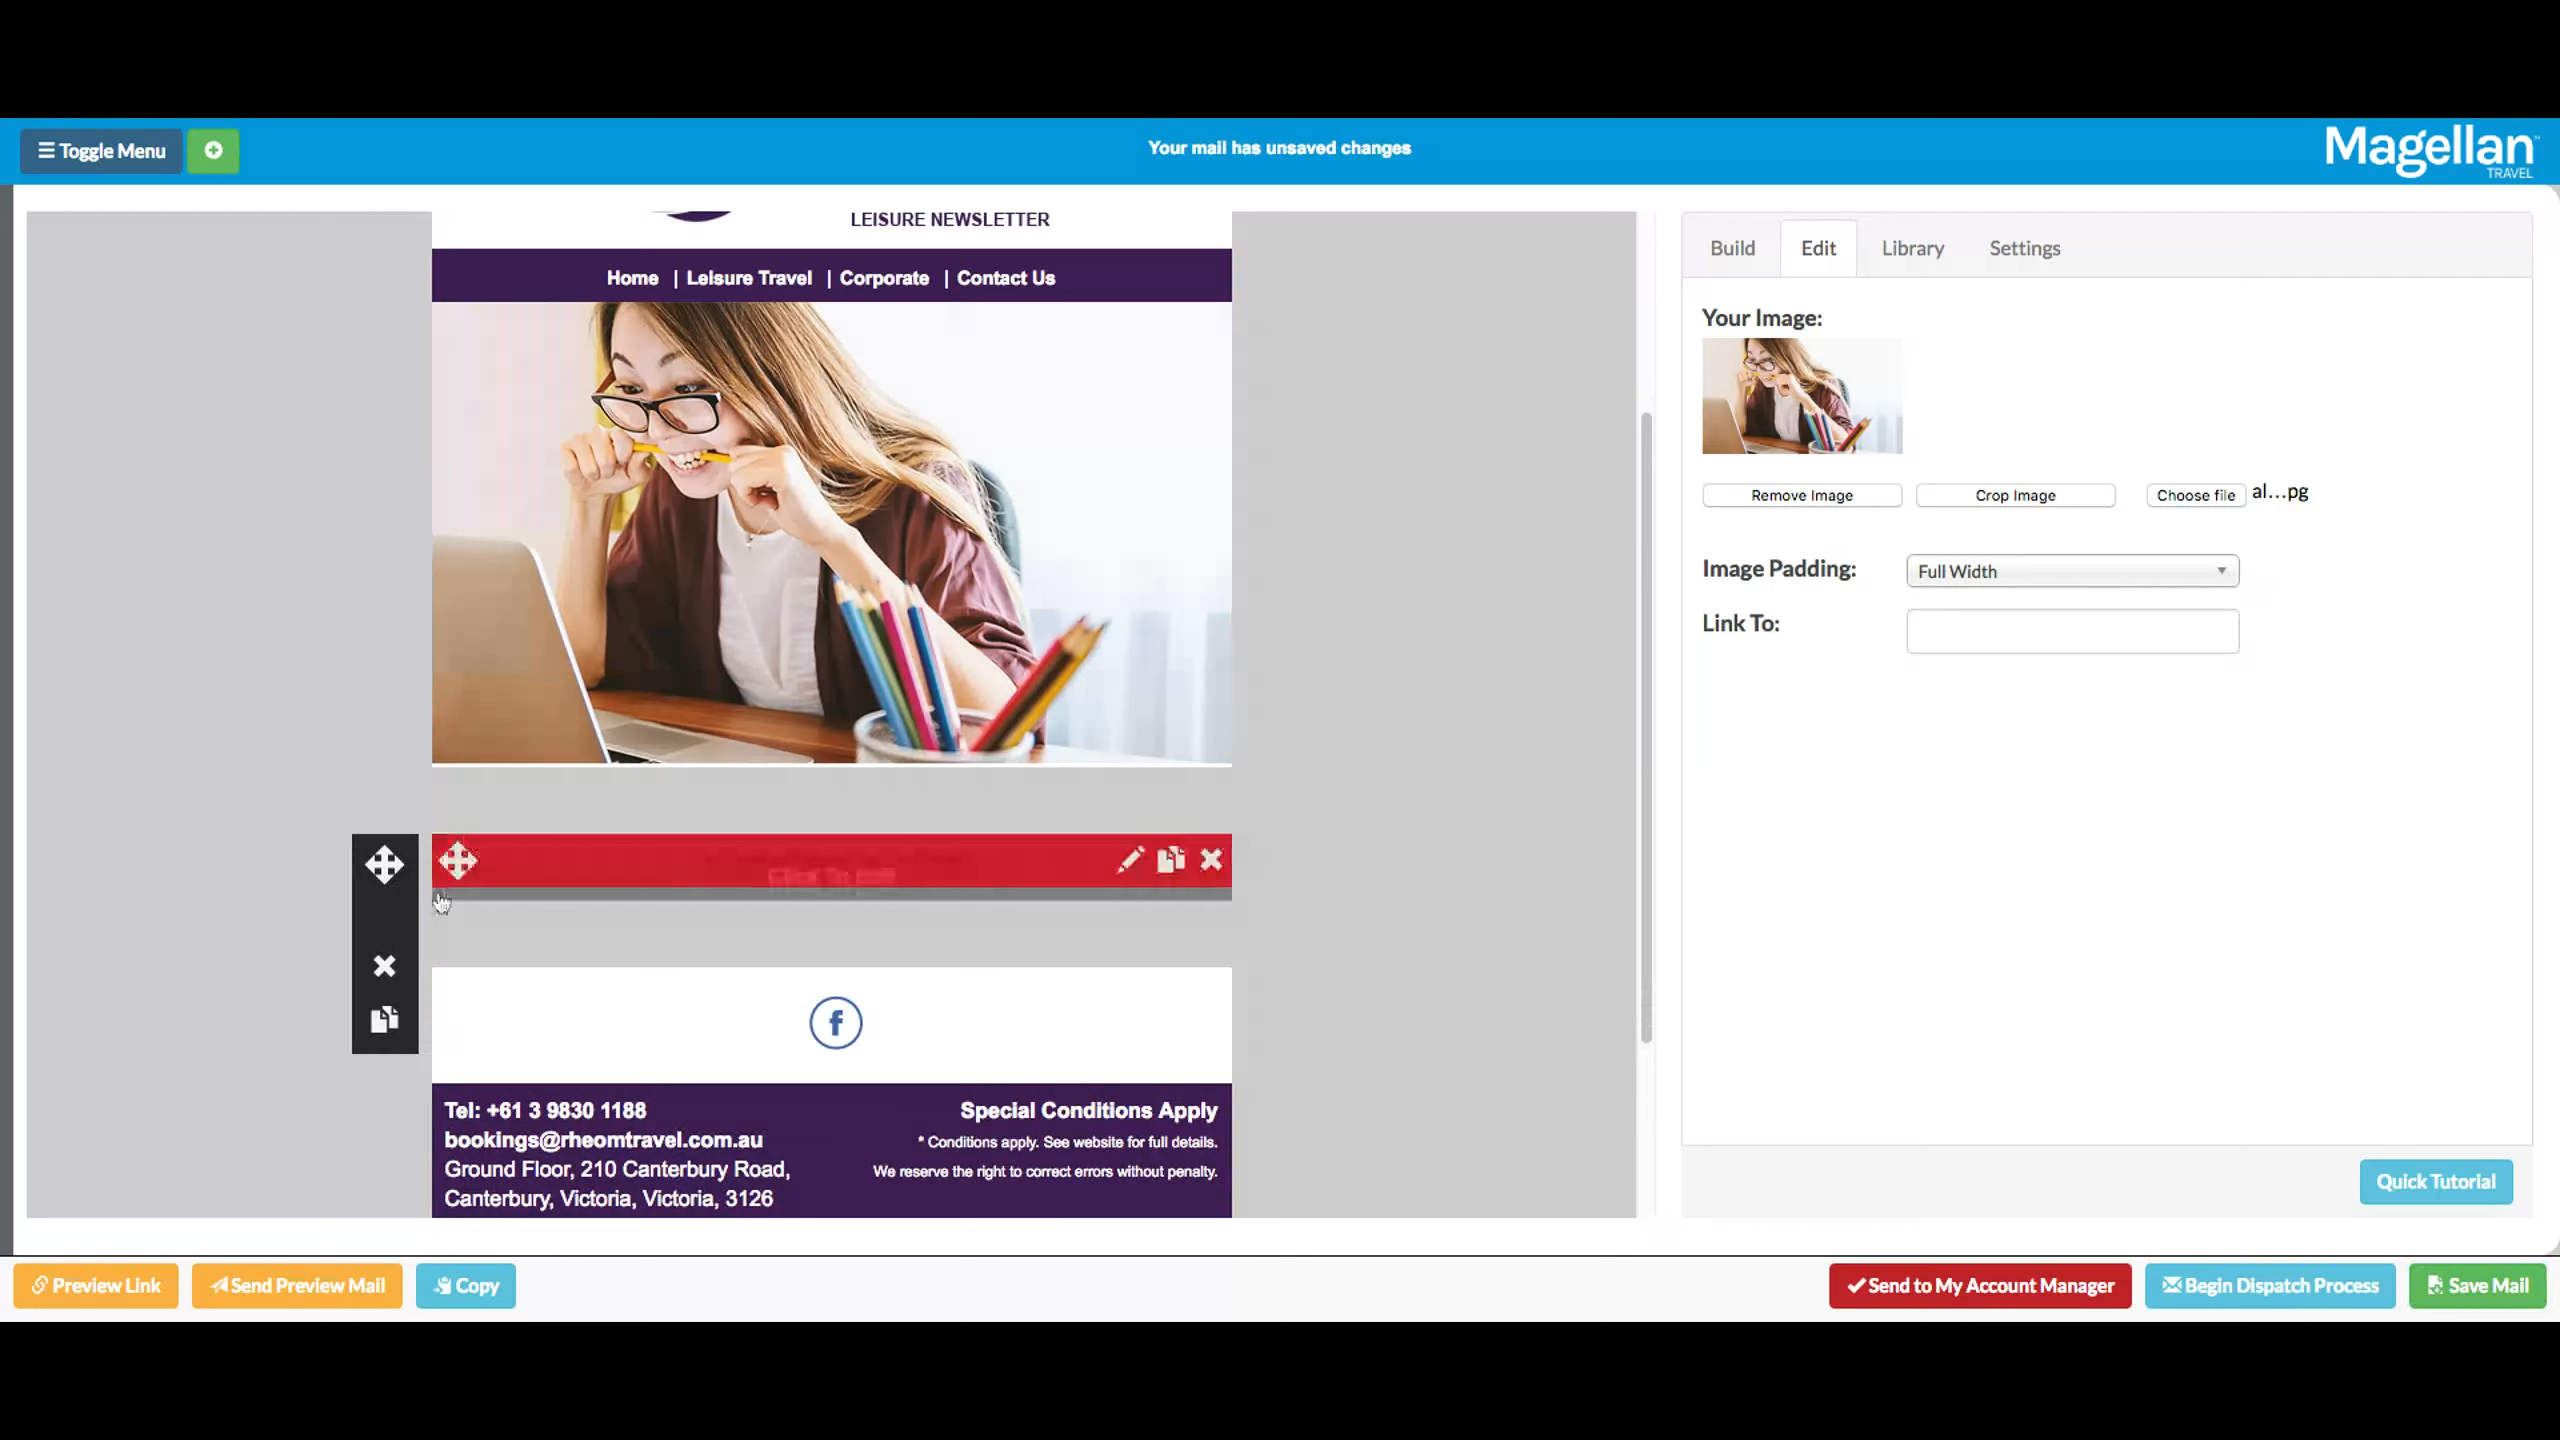 Toggle Menu
Your mail has unsaved changes
Magellan
TRAVEL
LEISURE NEWSLETTER
Home | Leisure Travel | Corporate | Contact Us
Build
Edit
Library
Settings
Your Image:
Remove Image
Crop Image
Choose file
al...pg
Image Padding:
Full Width
Link To:
f
Tel: +61 3 9830 1188
bookings@rheomtravel.com.au
Ground Floor, 210 Canterbury Road,
Canterbury, Victoria, Victoria, 3126
Special Conditions Apply
* Conditions apply. See website for full details.
We reserve the right to correct errors without penalty.
Quick Tutorial
Preview Link
Send Preview Mail
Copy
Send to My Account Manager
Begin Dispatch Process
Save Mail